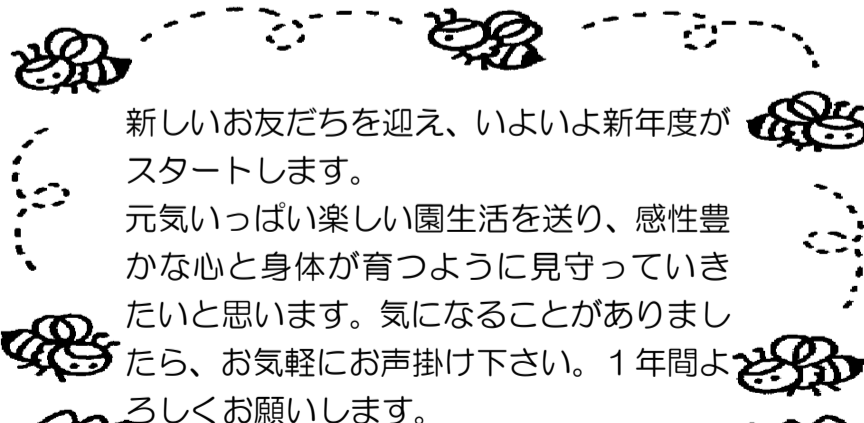 新しいお友だちを迎え、いよいよ新年度が
スタートします。
元気いっぱい楽しい園生活を送り、感性豊
かな心と身体が育つように見守っていき
たいと思います。気になることがありまし
たら、お気軽にお声掛け下さい。１年間よ
ろしくお願いします。